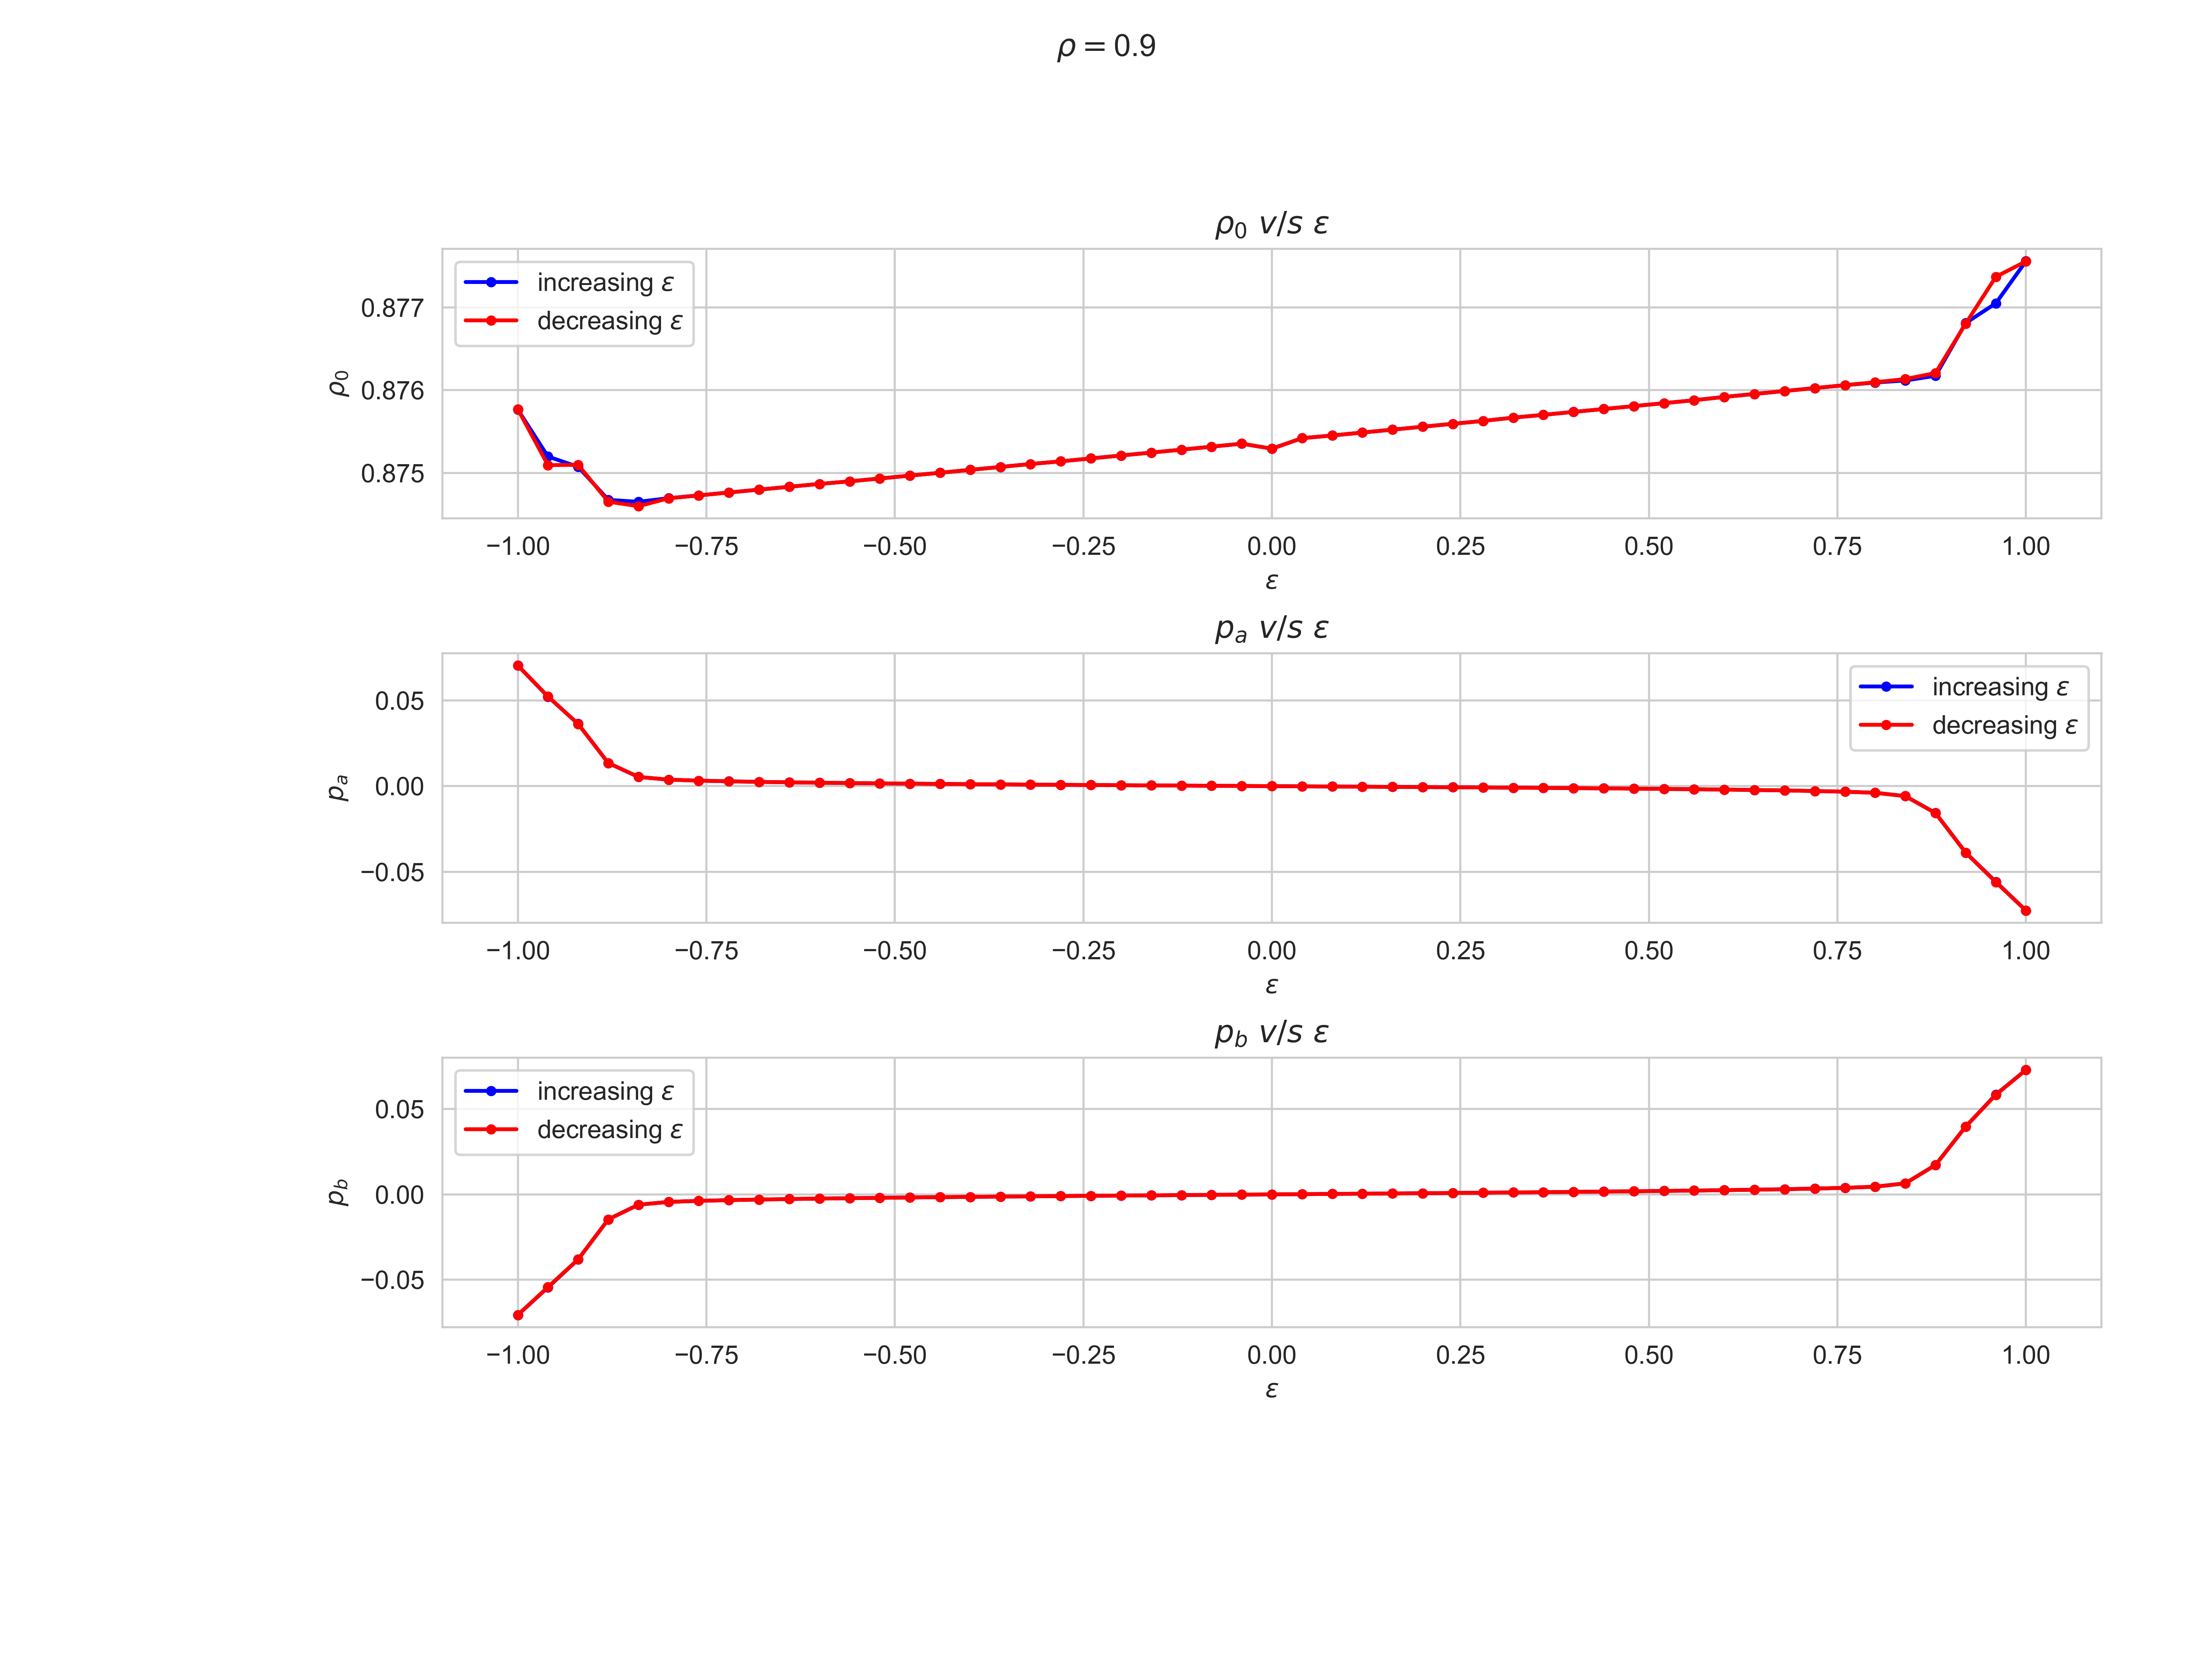 ρ = 0.9
ρ₀ v/s ε
increasing ε
decreasing ε
0.877
0.876
0.875
ρ₀
−1.00 −0.75 −0.50 −0.25 0.00 0.25 0.50 0.75 1.00
ε
pₐ v/s ε
increasing ε
decreasing ε
0.05
0.00
−0.05
pₐ
−1.00 −0.75 −0.50 −0.25 0.00 0.25 0.50 0.75 1.00
ε
p_b v/s ε
increasing ε
decreasing ε
0.05
0.00
−0.05
p_b
−1.00 −0.75 −0.50 −0.25 0.00 0.25 0.50 0.75 1.00
ε